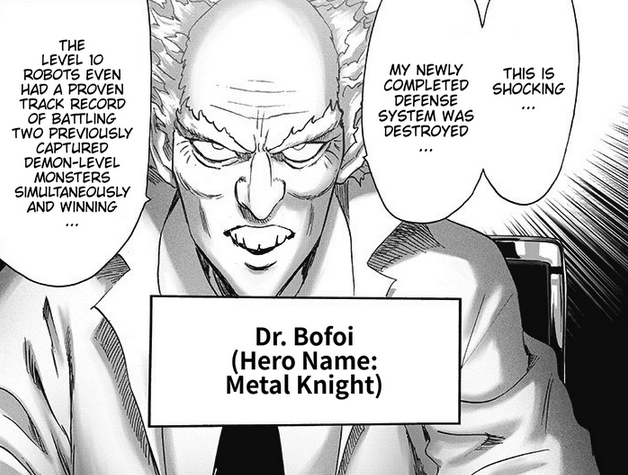 THIS IS
SHOCKING
...
MY NEWLY
COMPLETED
DEFENSE
SYSTEM WAS
DESTROYED
...
THE
LEVEL 10
ROBOTS EVEN
HAD A PROVEN
TRACK RECORD
OF BATTLING
TWO PREVIOUSLY
CAPTURED
DEMON-LEVEL
MONSTERS
SIMULTANEOUSLY
AND WINNING
...
Dr. Bofoi
(Hero Name:
Metal Knight)